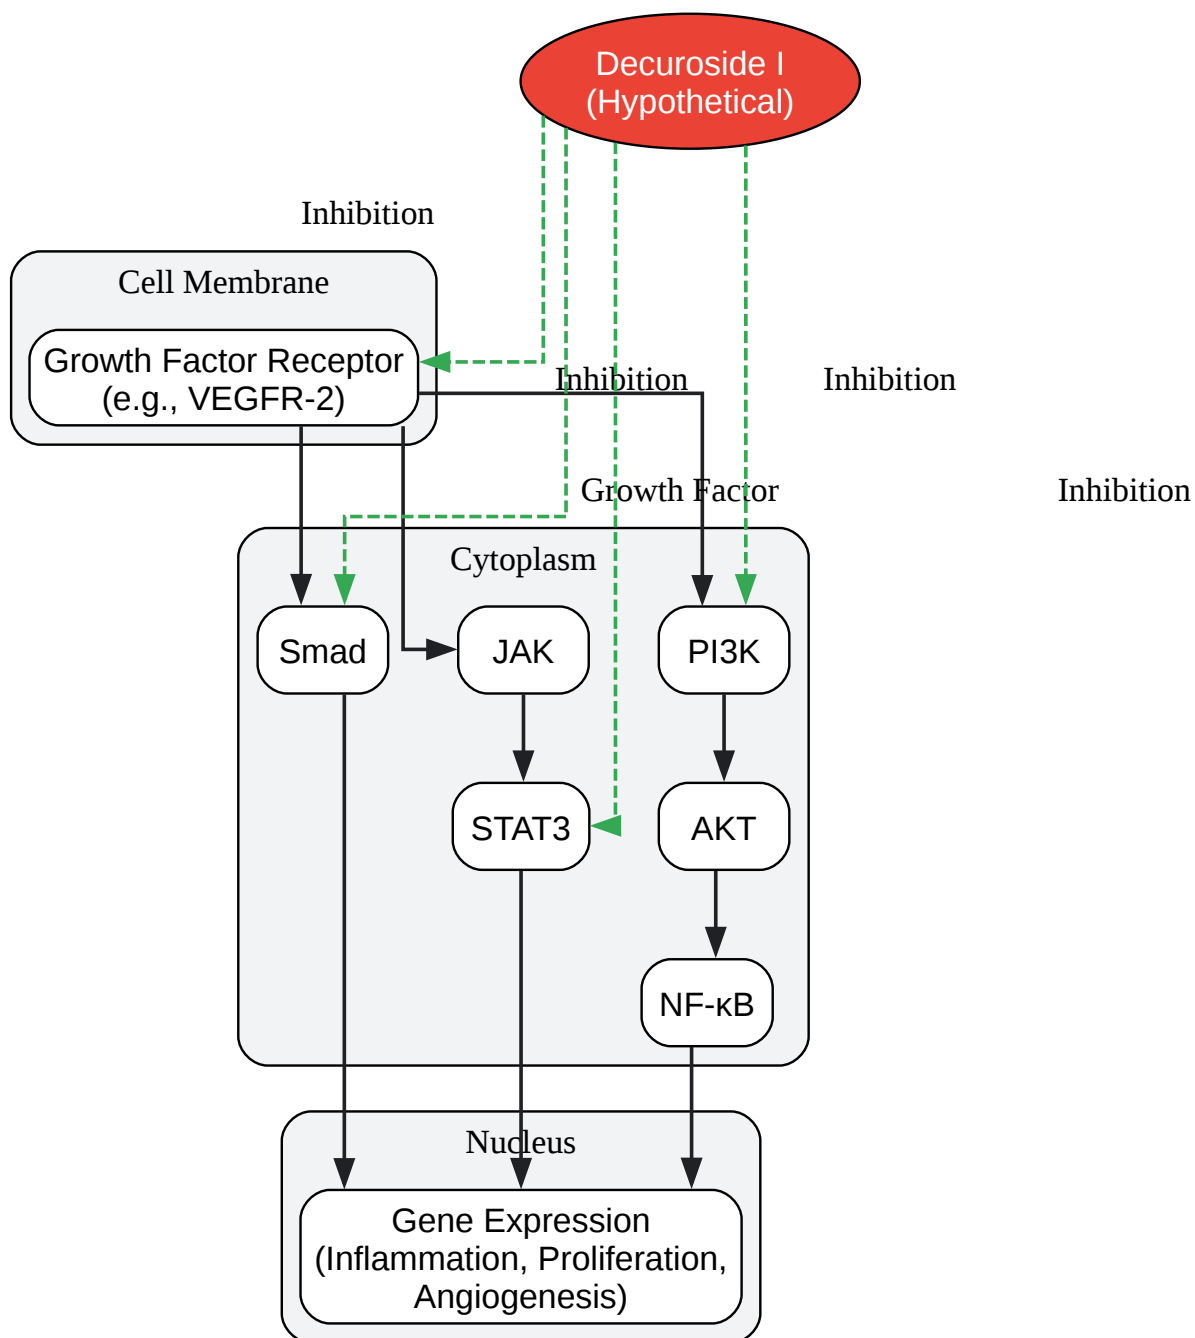 Decuroside I
(Hypothetical)
Inhibition
Cell Membrane
Growth Factor Receptor
(e.g., VEGFR-2)
Inhibition
Inhibition
Growth Factor
Inhibition
Cytoplasm
Smad
JAK
PI3K
STAT3
AKT
NF-κB
Nucleus
Gene Expression
(Inflammation, Proliferation,
Angiogenesis)